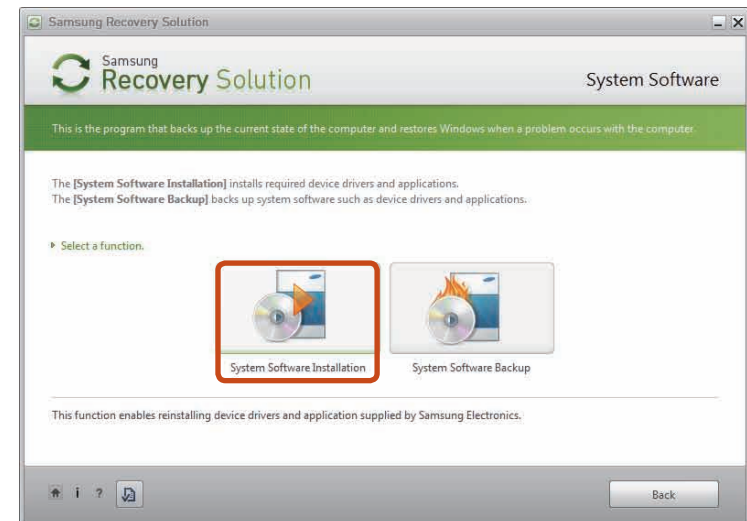 Samsung Recovery Solution
Samsung
Recovery Solution
System Software
This is the program that backs up the current state of the computer and restores Windows when a problem occurs with the computer.
The [System Software Installation] installs required device drivers and applications.
The [System Software Backup] backs up system software such as device drivers and applications.
Select a function.
System Software Installation
System Software Backup
This function enables reinstalling device drivers and application supplied by Samsung Electronics.
i ?
Back